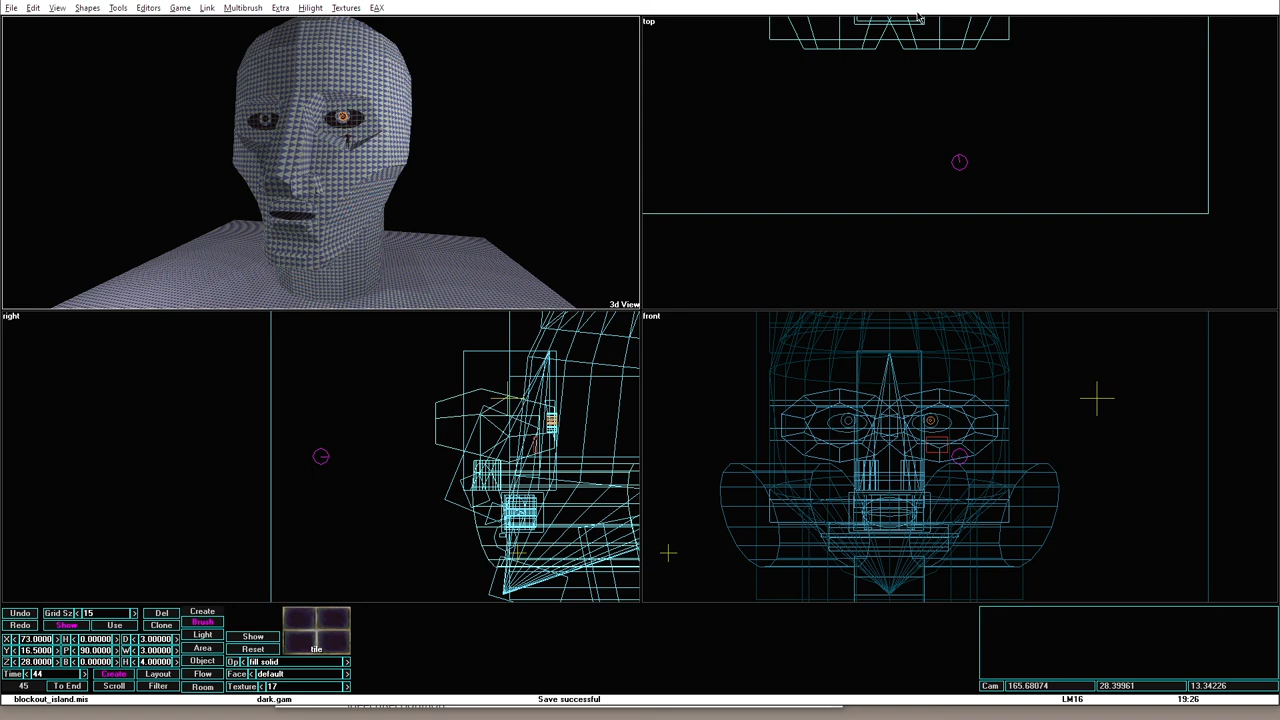 File Edit View Shapes Tools Editors Game Link Multibrush Extra Hilight Textures EAX
top
3d View
right
front
Undo Grid Sz < 15 > Del Create
Redo Show Use Clone Brush
X < 73.0000 > H < 0.00000 > D < 3.00000 > Light Show
Y < 16.5000 > P < 90.0000 > W < 3.00000 > Area Reset tile
Z < 28.0000 > B < 0.00000 > H < 4.00000 > Object Op < fill solid >
Time < 44 > Create Layout Flow Face < default >
45 To End Scroll Filter Room Texture < 17 >
Cam 165.68074 28.39961 13.34226
blockout_island.mis dark.gam Save successful LM16 19:26